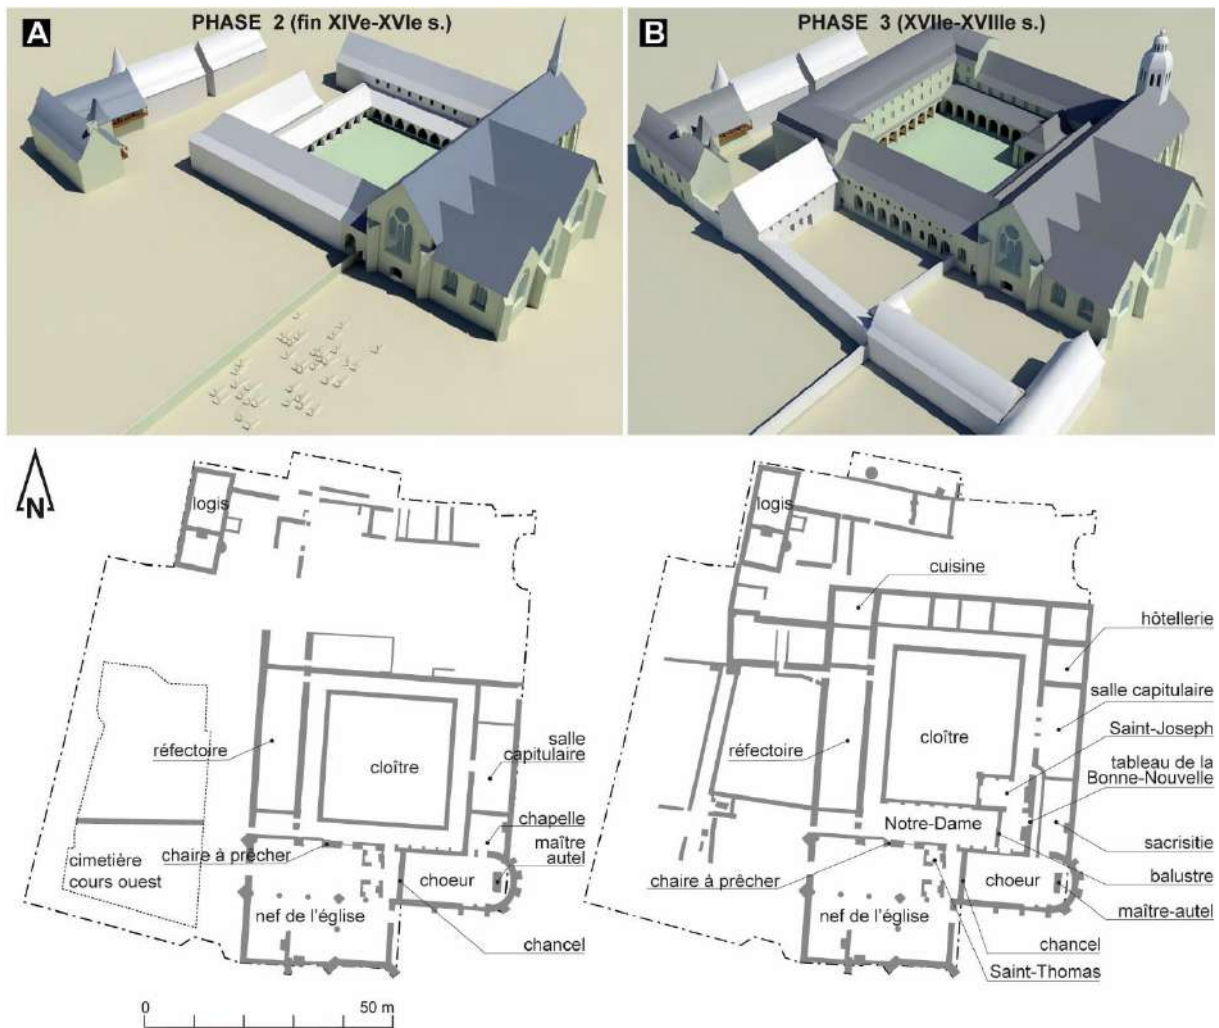 A
PHASE 2 (fin XIVe-XVIe s.)
B
PHASE 3 (XVIIe-XVIIIe s.)
N
logis
réfectoire
cloître
salle
capitulaire
chapelle
maître
autel
chaire à prêcher
cimetière
cours ouest
choeur
nef de l'église
chancel
0
50 m
logis
cuisine
hôtellerie
salle capitulaire
Saint-Joseph
tableau de la
Bonne-Nouvelle
réfectoire
cloître
Notre-Dame
sacrisitie
chaire à prêcher
balustre
choeur
maître-autel
nef de l'église
chancel
Saint-Thomas